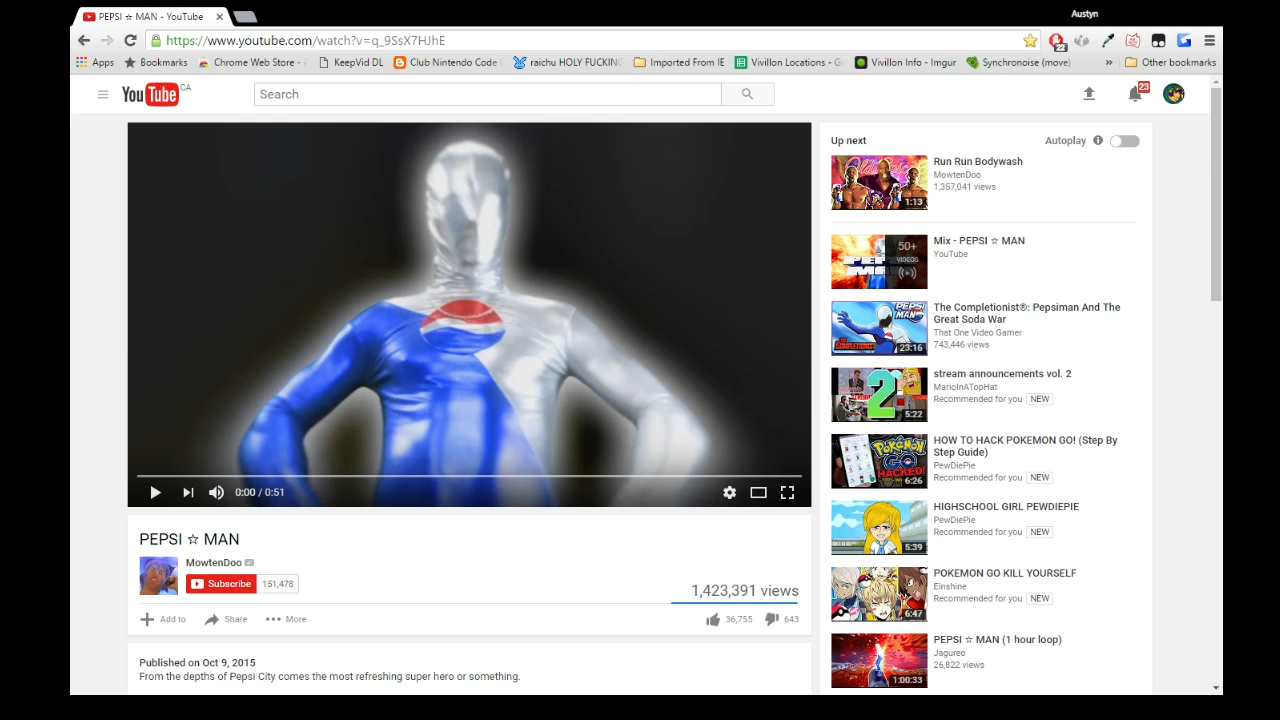 Austyn
PEPSI ☆ MAN - YouTube
https://www.youtube.com/watch?v=q_9SsX7HJhE
22
Apps Bookmarks Chrome Web Store - KeepVid DL Club Nintendo Code raichu HOLY FUCKIN Imported From IE Vivillon Locations - G Vivillon Info - Imgur Synchronoise (move) » Other bookmarks
YouTube CA
Search
23
0:00 / 0:51
PEPSI ☆ MAN
MowtenDoo
Subscribe 151,478
1,423,391 views
Add to Share More
36,755 643
Published on Oct 9, 2015
From the depths of Pepsi City comes the most refreshing super hero or something.
Up next Autoplay
Run Run Bodywash
MowtenDoo
1,357,041 views
1:13
Mix - PEPSI ☆ MAN
YouTube
50+
VIDEOS
The Completionist®: Pepsiman And The
Great Soda War
That One Video Gamer
743,446 views
PEPSI
MAN
23:16
stream announcements vol. 2
MarioInATopHat
Recommended for you NEW
2
5:22
HOW TO HACK POKEMON GO! (Step By
Step Guide)
PewDiePie
Recommended for you NEW
POKéMON
GO
HACKED!
6:26
HIGHSCHOOL GIRL PEWDIEPIE
PewDiePie
Recommended for you NEW
5:39
POKEMON GO KILL YOURSELF
Einshine
Recommended for you NEW
6:47
PEPSI ☆ MAN (1 hour loop)
Jagureo
26,822 views
1:00:33